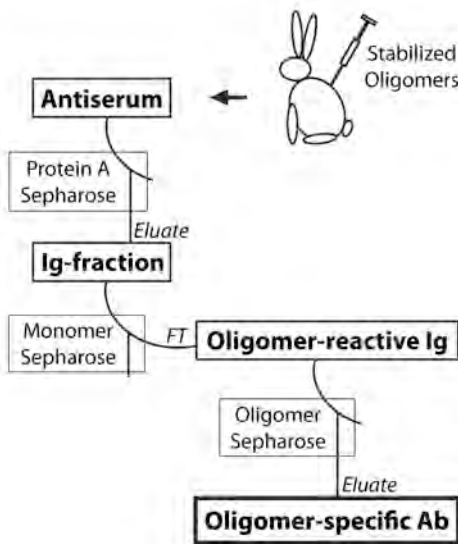 Stabilized
Oligomers
Antiserum
Protein A
Sepharose
Eluate
Ig-fraction
Monomer
Sepharose
FT
Oligomer-reactive Ig
Oligomer
Sepharose
Eluate
Oligomer-specific Ab